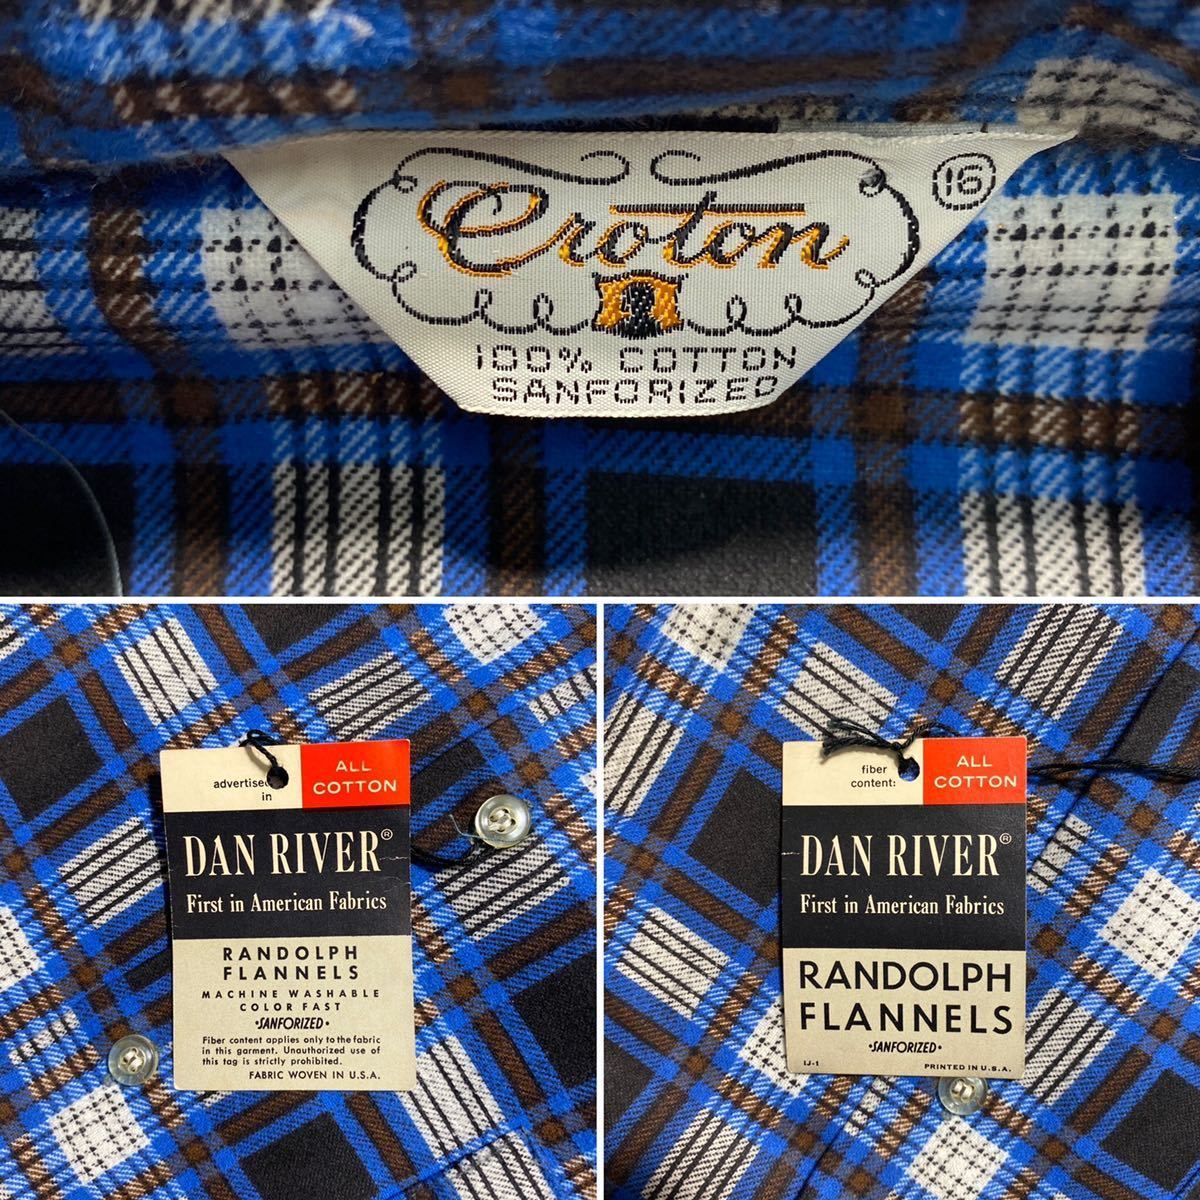 Croton
16
100% COTTON
SANFORIZED
advertised
in
ALL
COTTON
DAN RIVER®
First in American Fabrics
RANDOLPH
FLANNELS
MACHINE WASHABLE
COLOR FAST
•SANFORIZED•
Fiber content applies only to the fabric
in this garment. Unauthorized use of
this tag is strictly prohibited.
FABRIC WOVEN IN U.S.A.
fiber
content:
ALL
COTTON
DAN RIVER®
First in American Fabrics
RANDOLPH
FLANNELS
•SANFORIZED•
IJ-1 PRINTED IN U.S.A.